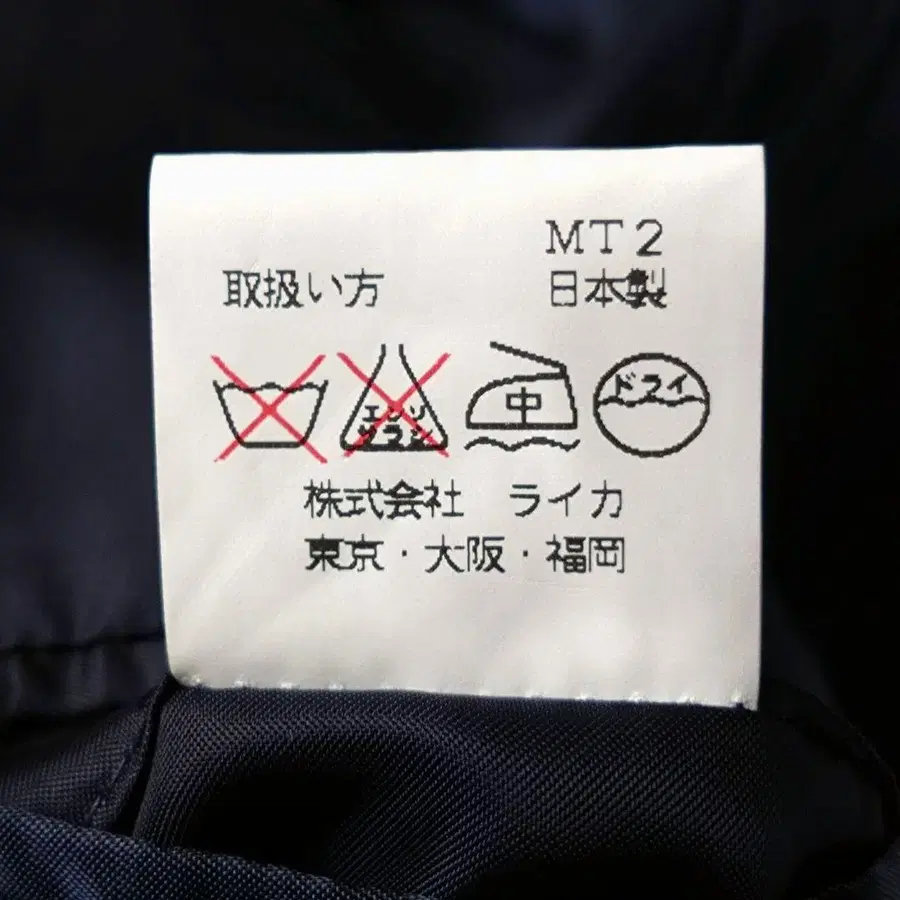 MT2
取扱い方 日本製
エンソ サラシ
中
ドライ
株式会社 ライカ
東京・大阪・福岡